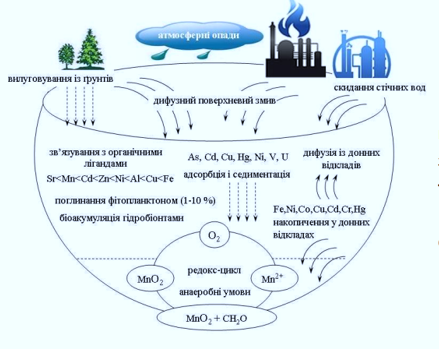 атмосферні опади
вилуговування із ґрунтів
скидання стічних вод
дифузний поверхневий змив
зв'язування з органічними
лігандами
Sr<Mn<Cd<Zn<Ni<Al<Cu<Fe
поглинання фітопланктоном (1-10 %)
біоакумуляція гідробіонтами
As, Cd, Cu, Hg, Ni, V, U
адсорбція і седиментація
дифузія із донних
відкладів
Fe,Ni,Co,Cu,Cd,Cr,Hg
накопичення у донних
відкладах
O₂
MnO₂
редокс-цикл
Mn²⁺
анаеробні умови
MnO₂ + CH₂O